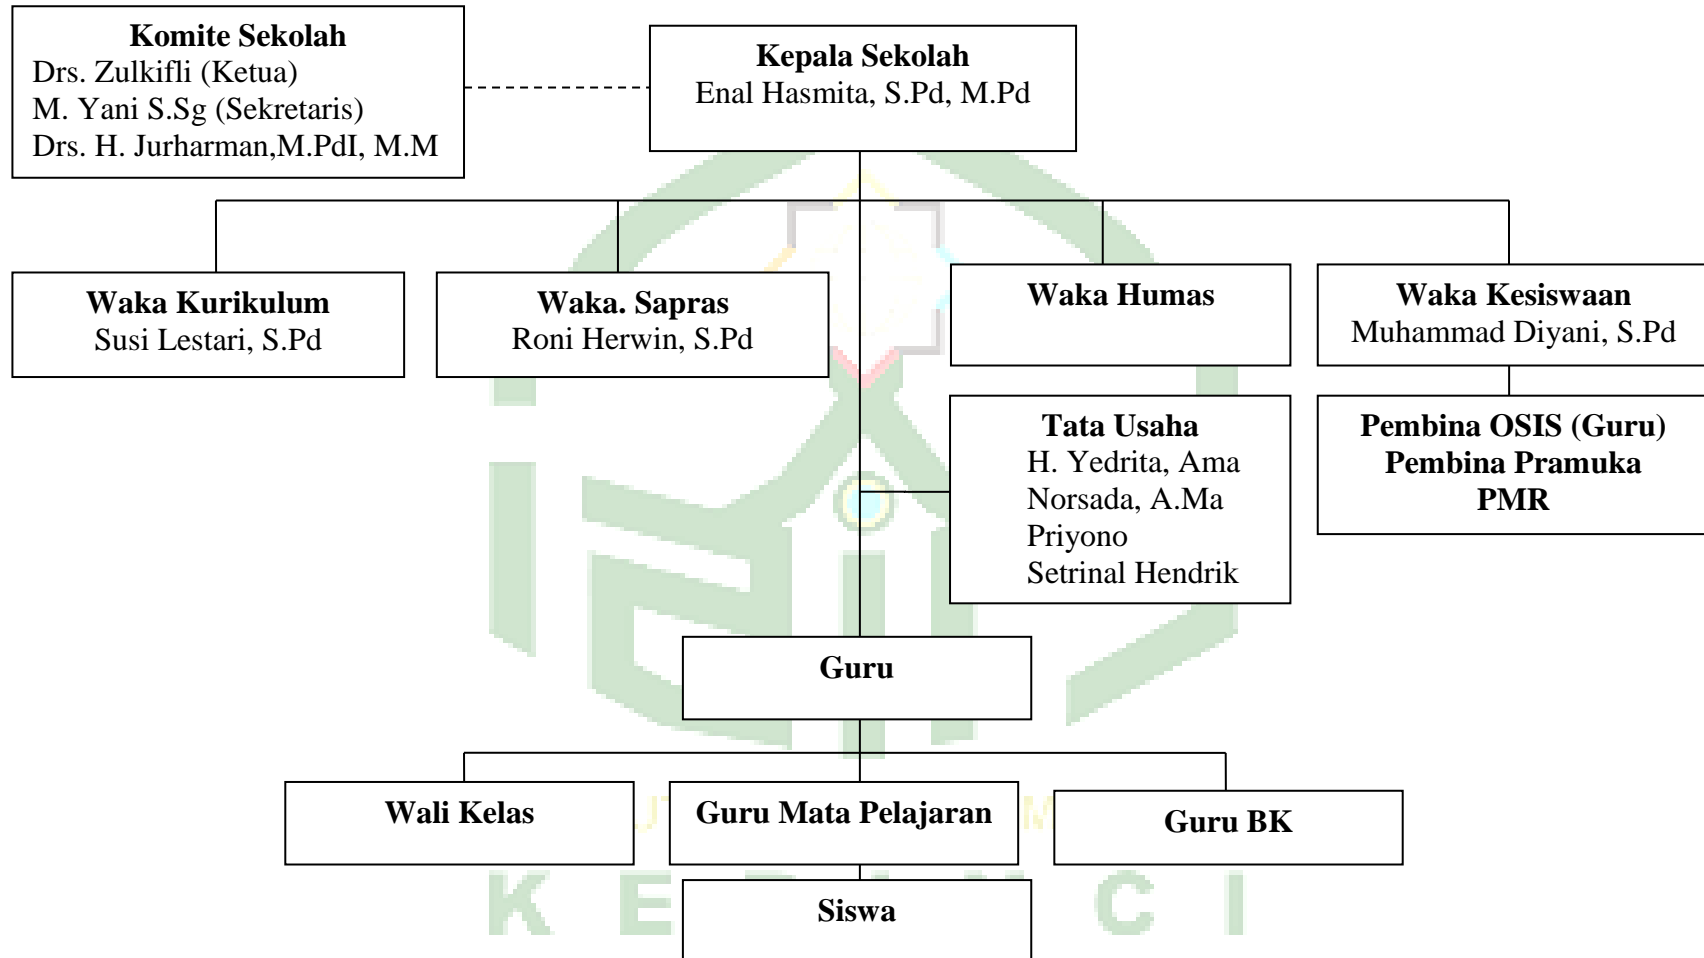 Komite Sekolah
Drs. Zulkifli (Ketua)
M. Yani S.Sg (Sekretaris)
Drs. H. Jurharman,M.PdI, M.M
Kepala Sekolah
Enal Hasmita, S.Pd, M.Pd
Waka Kurikulum
Susi Lestari, S.Pd
Waka. Sapras
Roni Herwin, S.Pd
Waka Humas
Waka Kesiswaan
Muhammad Diyani, S.Pd
Tata Usaha
H. Yedrita, Ama
Norsada, A.Ma
Priyono
Setrinal Hendrik
Pembina OSIS (Guru)
Pembina Pramuka
PMR
Guru
Wali Kelas
Guru Mata Pelajaran
Guru BK
Siswa